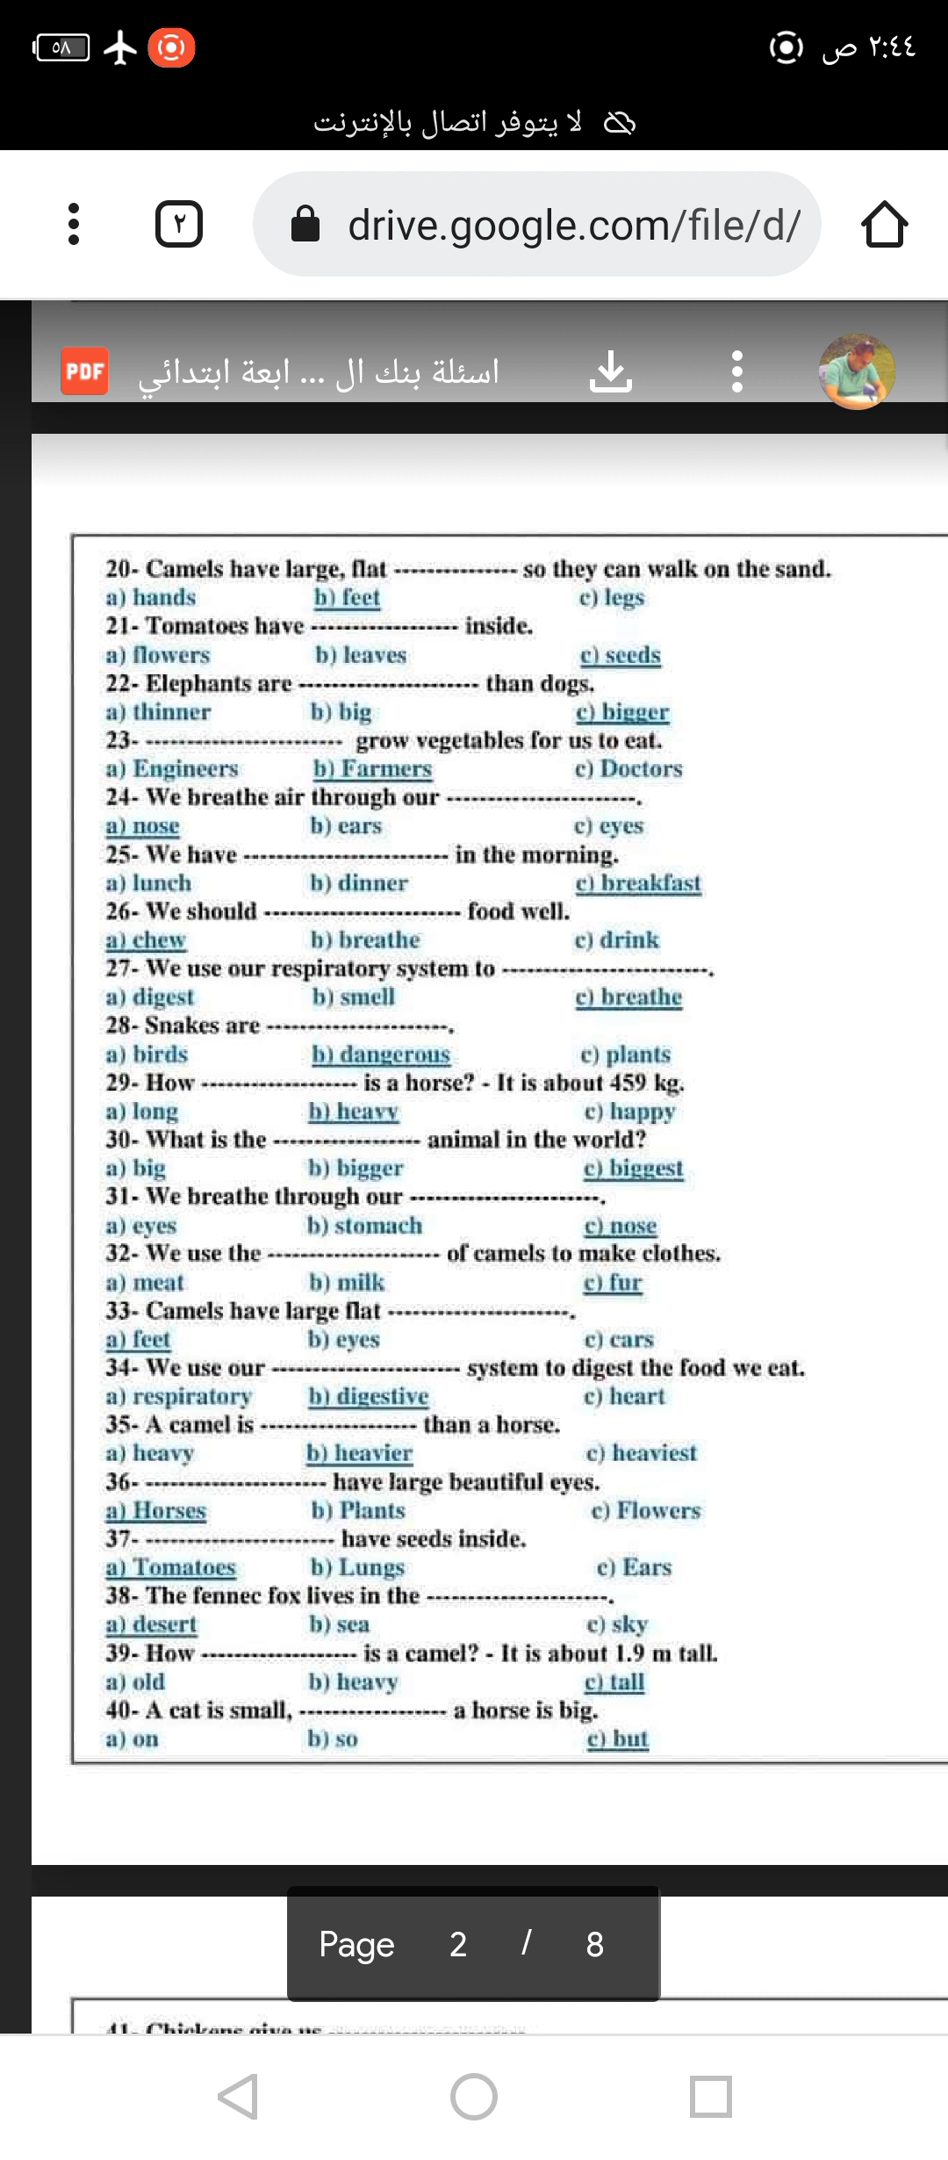 ٥٨
٢:٤٤ ص
لا يتوفر اتصال بالإنترنت
٢
drive.google.com/file/d/
PDF
اسئلة بنك ال ... ابعة ابتدائي
20- Camels have large, flat --------------- so they can walk on the sand.
a) hands b) feet c) legs
21- Tomatoes have ------------------ inside.
a) flowers b) leaves c) seeds
22- Elephants are ---------------------- than dogs.
a) thinner b) big c) bigger
23- ------------------------ grow vegetables for us to eat.
a) Engineers b) Farmers c) Doctors
24- We breathe air through our -----------------------.
a) nose b) ears c) eyes
25- We have ------------------------- in the morning.
a) lunch b) dinner c) breakfast
26- We should ------------------------ food well.
a) chew b) breathe c) drink
27- We use our respiratory system to -------------------------.
a) digest b) smell c) breathe
28- Snakes are ----------------------.
a) birds b) dangerous c) plants
29- How ------------------- is a horse? - It is about 459 kg.
a) long b) heavy c) happy
30- What is the ------------------ animal in the world?
a) big b) bigger c) biggest
31- We breathe through our -----------------------.
a) eyes b) stomach c) nose
32- We use the --------------------- of camels to make clothes.
a) meat b) milk c) fur
33- Camels have large flat ----------------------.
a) feet b) eyes c) cars
34- We use our ----------------------- system to digest the food we eat.
a) respiratory b) digestive c) heart
35- A camel is ------------------- than a horse.
a) heavy b) heavier c) heaviest
36- ---------------------- have large beautiful eyes.
a) Horses b) Plants c) Flowers
37- ----------------------- have seeds inside.
a) Tomatoes b) Lungs c) Ears
38- The fennec fox lives in the ----------------------.
a) desert b) sea c) sky
39- How ------------------- is a camel? - It is about 1.9 m tall.
a) old b) heavy c) tall
40- A cat is small, ------------------ a horse is big.
a) on b) so c) but
Page 2 / 8
41- Chickens give us ------------------------